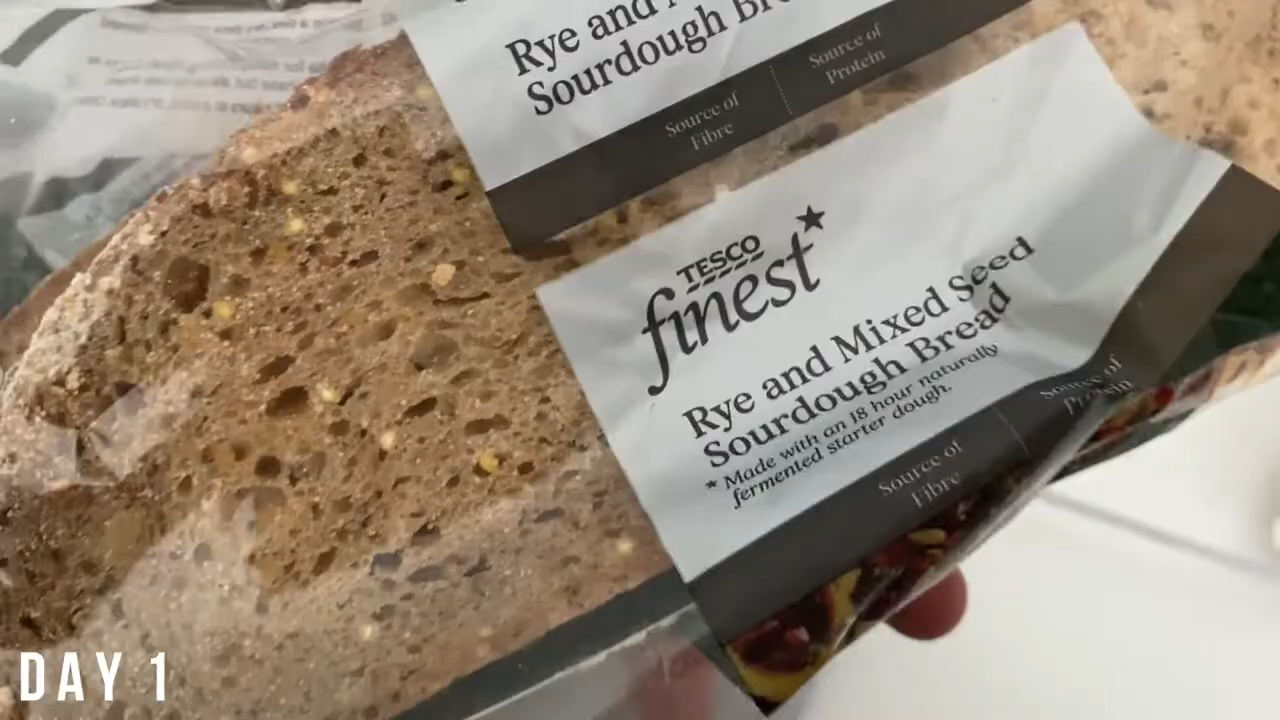 Rye and
Sourdough Br
Source of
Fibre
Source of
Protein
TESCO
finest*
Rye and Mixed Seed
Sourdough Bread
* Made with an 18 hour naturally
fermented starter dough.
Source of
Fibre
Source of
Protein
DAY 1